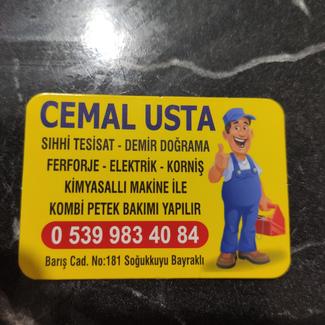 CEMAL USTA
SIHHİ TESİSAT - DEMİR DOĞRAMA
FERFORJE - ELEKTRİK - KORNİŞ
KİMYASALLI MAKİNE İLE
KOMBİ PETEK BAKIMI YAPILIR
0 539 983 40 84
Barış Cad. No:181 Soğukkuyu Bayraklı